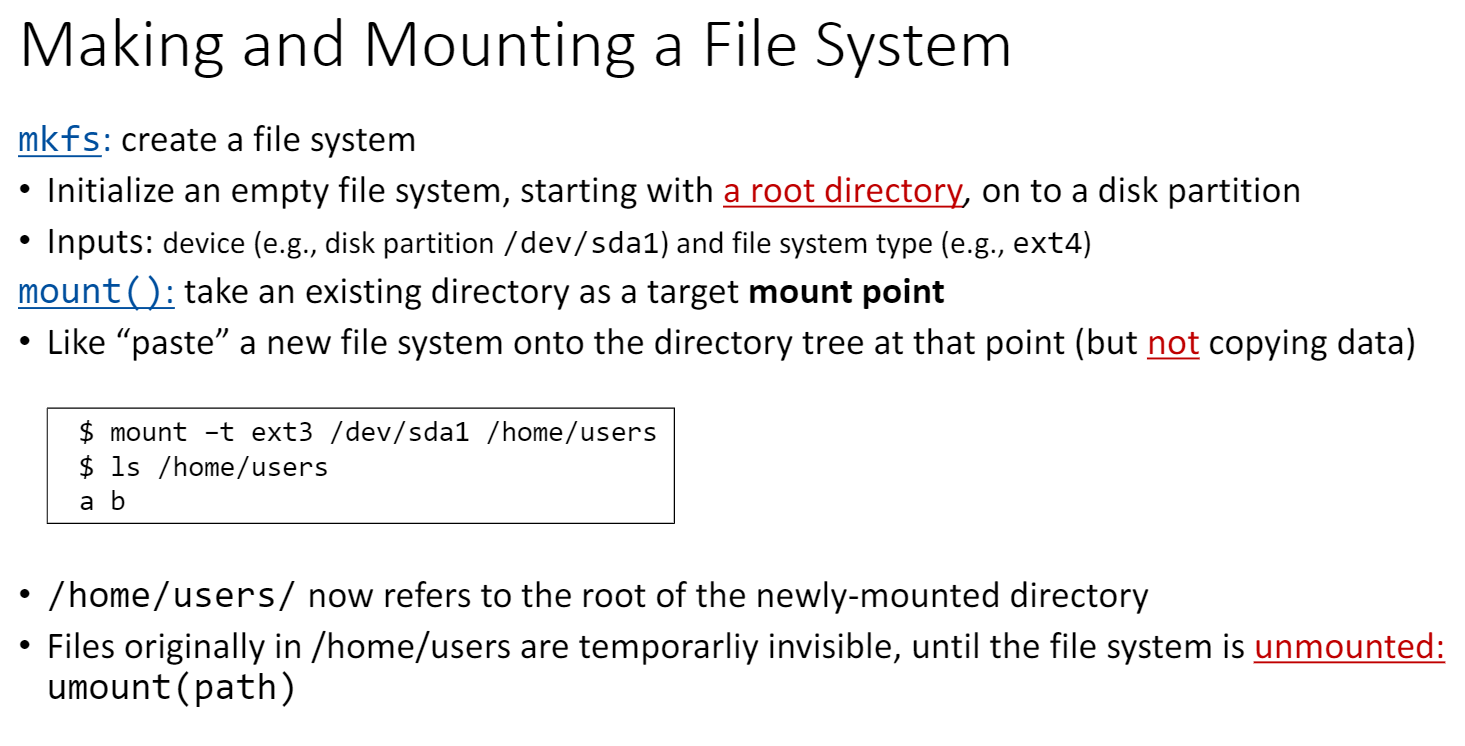 Making and Mounting a File System
mkfs: create a file system
• Initialize an empty file system, starting with a root directory, on to a disk partition
• Inputs: device (e.g., disk partition /dev/sda1) and file system type (e.g., ext4)
mount(): take an existing directory as a target mount point
• Like “paste” a new file system onto the directory tree at that point (but not copying data)
$ mount –t ext3 /dev/sda1 /home/users
$ ls /home/users
a b
• /home/users/ now refers to the root of the newly-mounted directory
• Files originally in /home/users are temporarliy invisible, until the file system is unmounted:
umount(path)